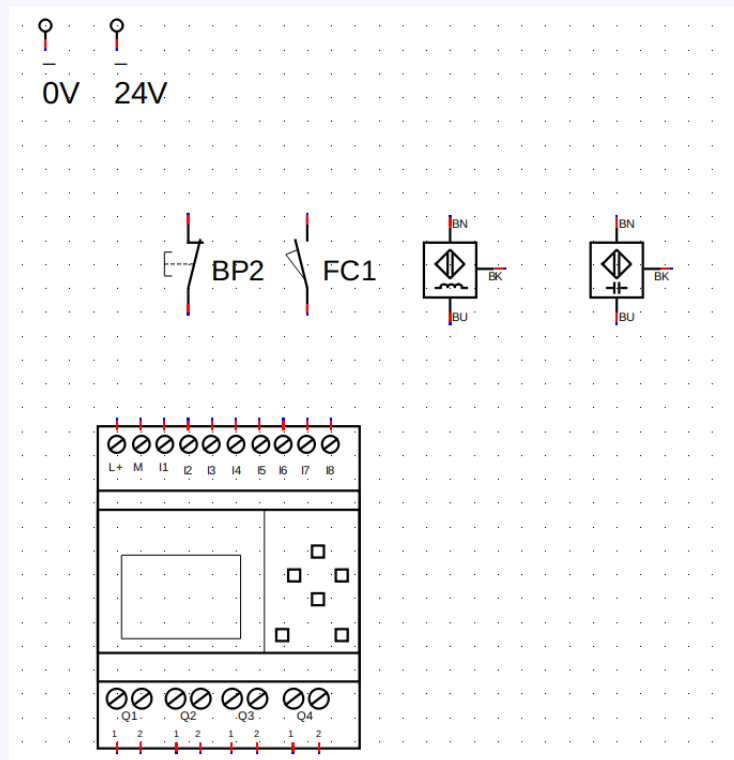 0V 24V
BN BN
BP2 FC1 BK BK
BU BU
L+ M I1 I2 I3 I4 I5 I6 I7 I8
Q1 Q2 Q3 Q4
1 2 1 2 1 2 1 2